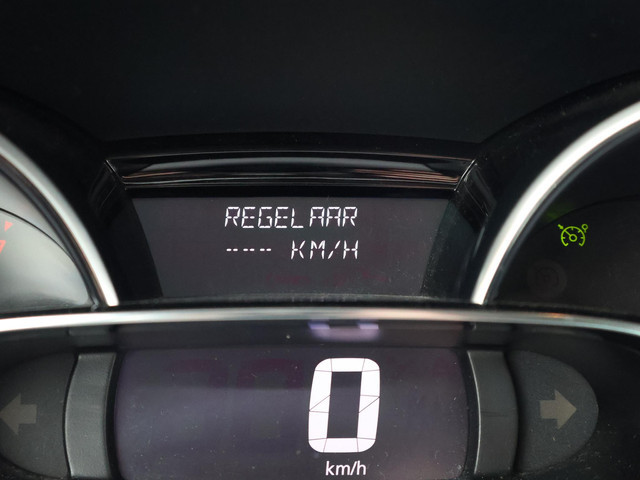 REGELAAR
---- KM/H
0
km/h